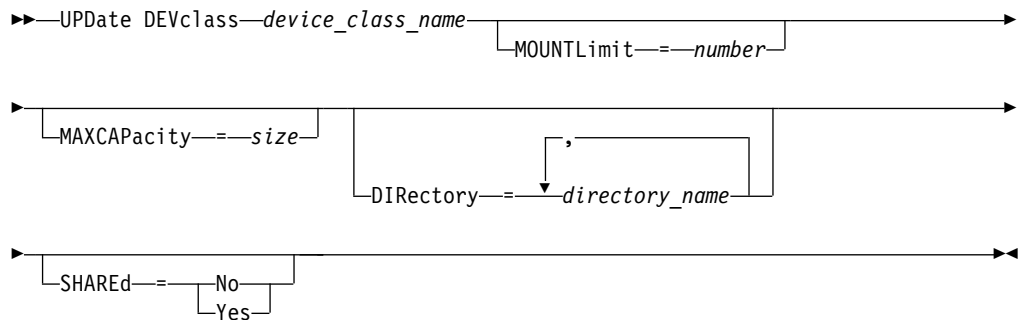 UPDate DEVclass device_class_name
MOUNTLimit = number
MAXCAPacity = size
,
DIRectory = directory_name
SHAREd = No
Yes